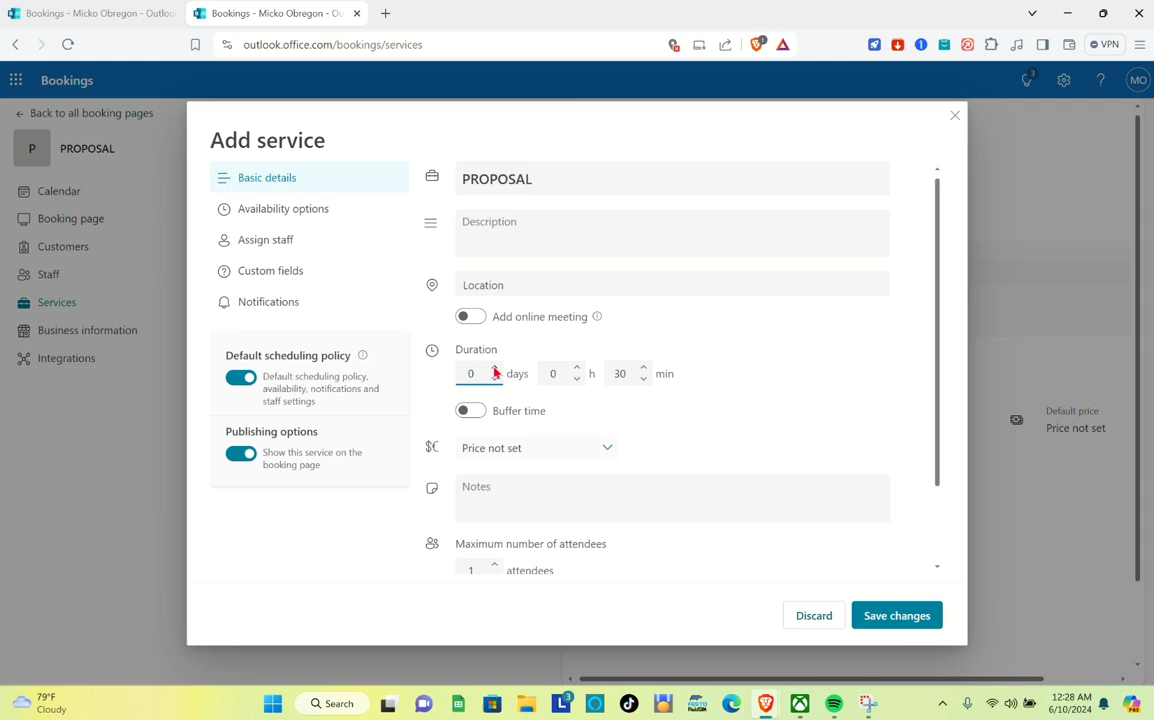 Bookings - Micko Obregon - Outloo
Bookings - Micko Obregon - Ou
outlook.office.com/bookings/services
1
VPN
Bookings
3
MO
Back to all booking pages
P
PROPOSAL
Calendar
Booking page
Customers
Staff
Services
Business information
Integrations
Add service
Basic details
Availability options
Assign staff
Custom fields
Notifications
Default scheduling policy
Default scheduling policy,
availability, notifications and
staff settings
Publishing options
Show this service on the
booking page
PROPOSAL
Description
Location
Add online meeting
Duration
0 days 0 h 30 min
Buffer time
$€ Price not set
Notes
Maximum number of attendees
1 attendees
Discard
Save changes
Default price
Price not set
79°F
Cloudy
Search
3
12:28 AM
6/10/2024
PRE